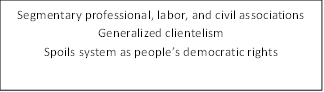 Segmentary professional, labor, and civil associations
Generalized clientelism
Spoils system as people’s democratic rights